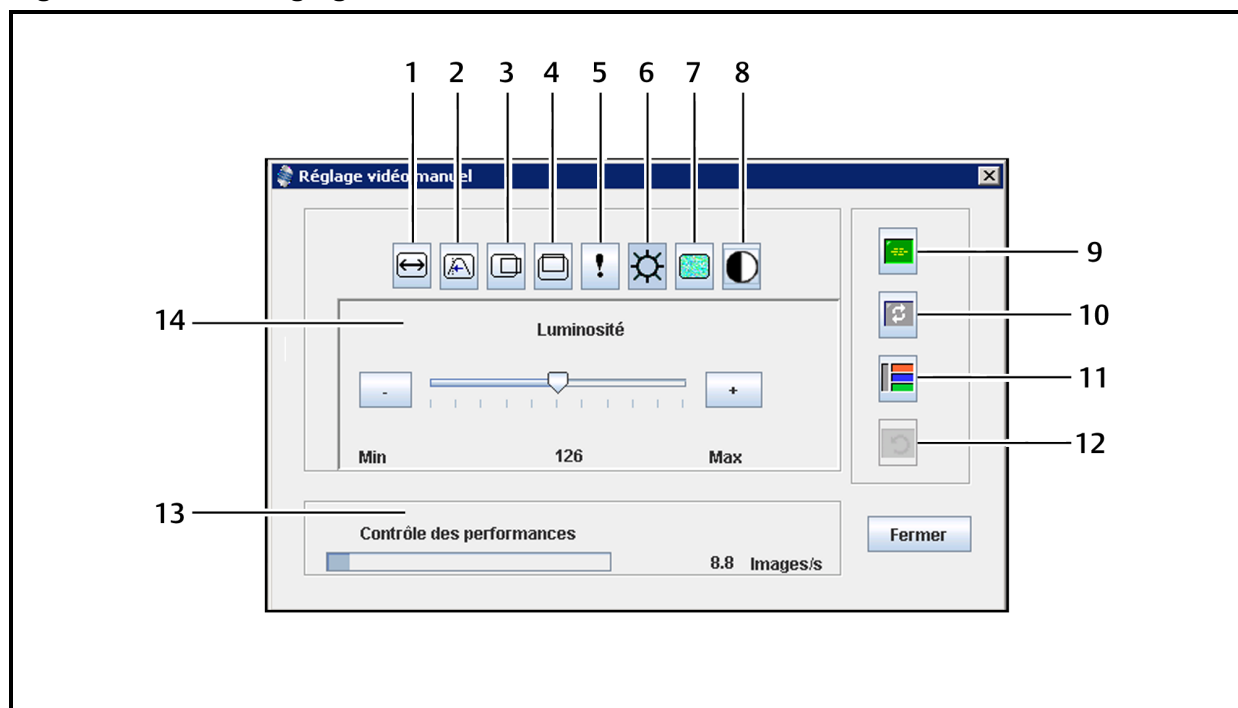 1 2 3 4 5 6 7 8
Réglage vidéo manuel
9
10
11
12
14
Luminosité
- +
Min 126 Max
13
Contrôle des performances
8.8 Images/s
Fermer